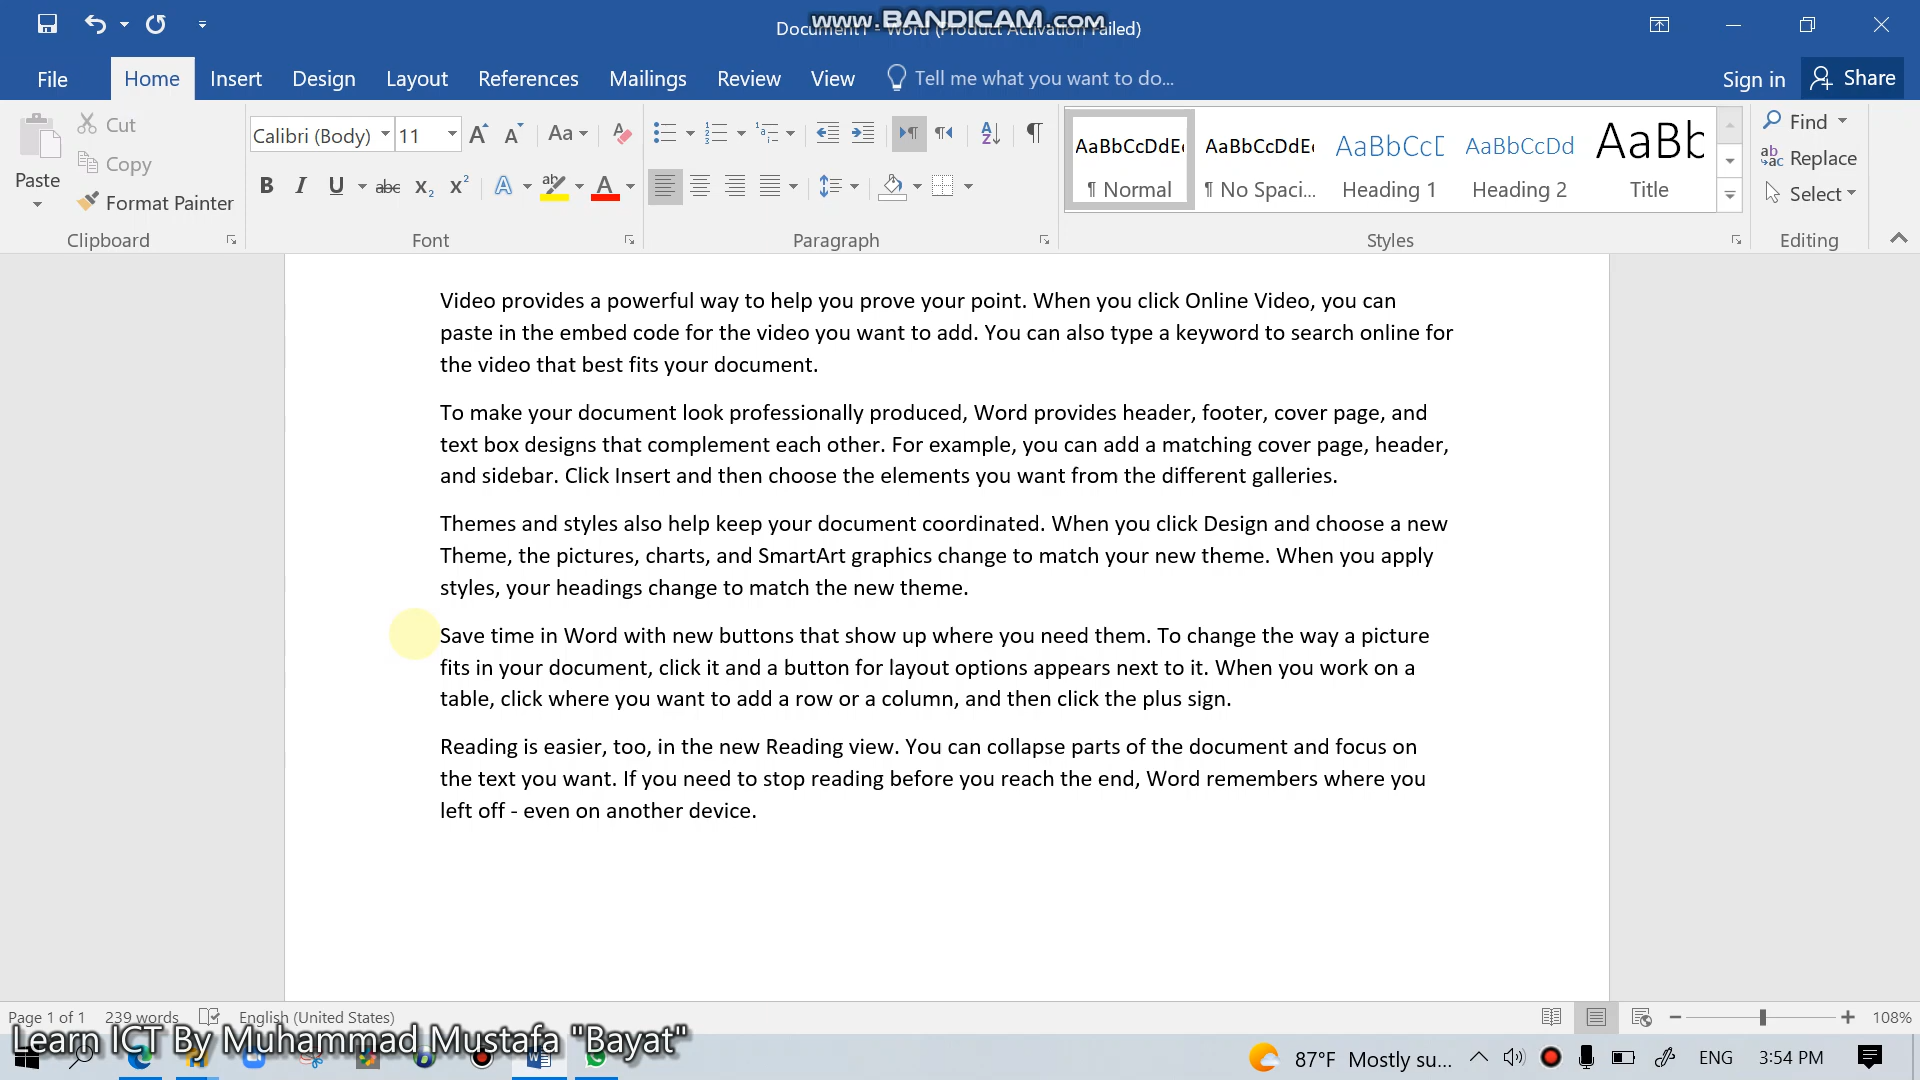 www.BANDICAM.com
Document1 - Word (Product Activation Failed)
File Home Insert Design Layout References Mailings Review View Tell me what you want to do... Sign in Share
Paste Cut Copy Format Painter
Clipboard
Calibri (Body) 11 Aa
B I U abc X₂ X² A ab A
Font
Paragraph
AaBbCcDdEe AaBbCcDdEe AaBbCcD AaBbCcDd AaBb
¶ Normal ¶ No Spaci... Heading 1 Heading 2 Title
Styles
Find
Replace
Select
Editing
Video provides a powerful way to help you prove your point. When you click Online Video, you can
paste in the embed code for the video you want to add. You can also type a keyword to search online for
the video that best fits your document.
To make your document look professionally produced, Word provides header, footer, cover page, and
text box designs that complement each other. For example, you can add a matching cover page, header,
and sidebar. Click Insert and then choose the elements you want from the different galleries.
Themes and styles also help keep your document coordinated. When you click Design and choose a new
Theme, the pictures, charts, and SmartArt graphics change to match your new theme. When you apply
styles, your headings change to match the new theme.
Save time in Word with new buttons that show up where you need them. To change the way a picture
fits in your document, click it and a button for layout options appears next to it. When you work on a
table, click where you want to add a row or a column, and then click the plus sign.
Reading is easier, too, in the new Reading view. You can collapse parts of the document and focus on
the text you want. If you need to stop reading before you reach the end, Word remembers where you
left off - even on another device.
Page 1 of 1 239 words English (United States) 108%
Learn ICT By Muhammad Mustafa "Bayat"
87°F Mostly su... ENG 3:54 PM